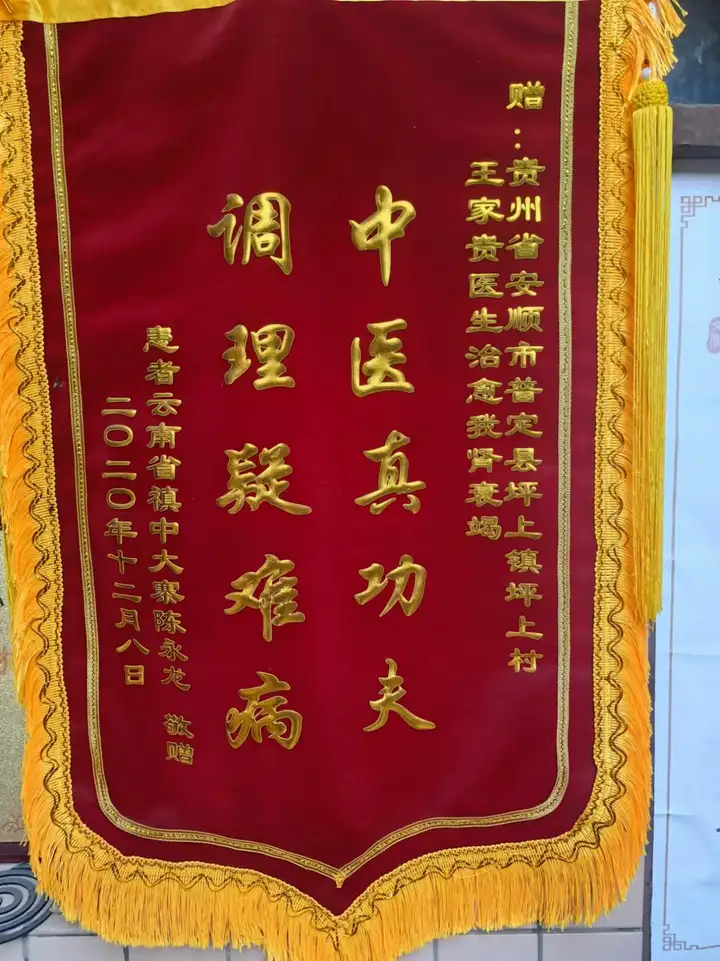 赠：贵州省安顺市普定县坪上镇坪上村
王家贵医生治愈我肾衰竭
中医真功夫
调理疑难病
患者云南省镇中大寨陈永龙 敬赠
二〇二〇年十二月八日